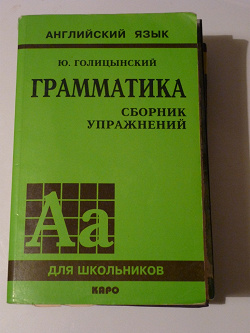 АНГЛИЙСКИЙ ЯЗЫК
Ю. ГОЛИЦЫНСКИЙ
ГРАММАТИКА
СБОРНИК
УПРАЖНЕНИЙ
Aa
ДЛЯ ШКОЛЬНИКОВ
КАРО